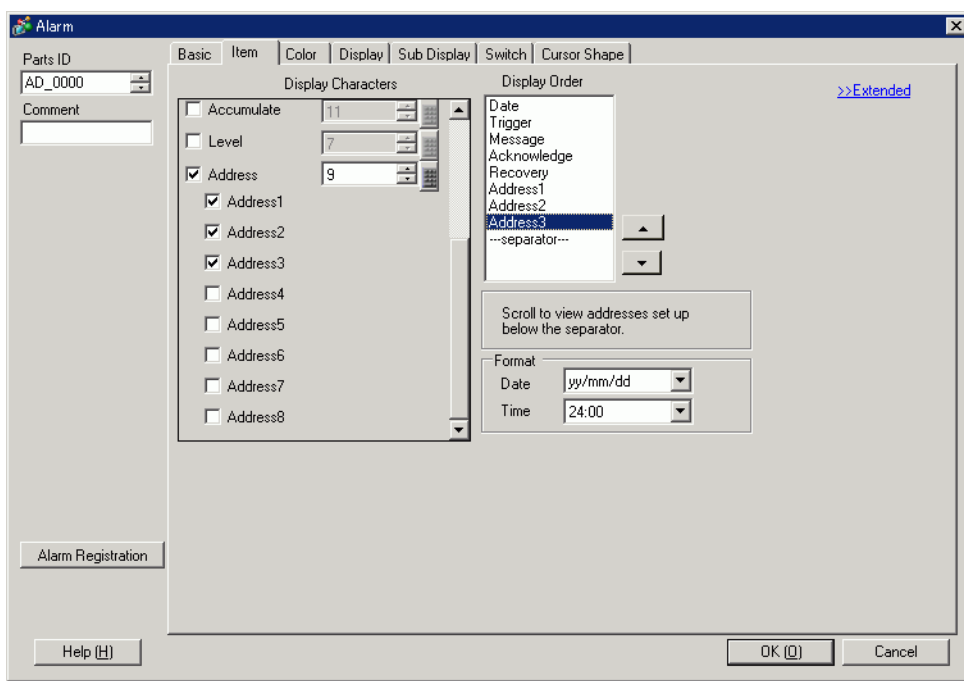 Alarm
Parts ID
AD_0000
Comment
Alarm Registration
Help (H)
Basic Item Color Display Sub Display Switch Cursor Shape
Display Characters
Accumulate 11
Level 7
Address 9
Address1
Address2
Address3
Address4
Address5
Address6
Address7
Address8
Display Order
Date
Trigger
Message
Acknowledge
Recovery
Address1
Address2
Address3
---separator---
>>Extended
Scroll to view addresses set up
below the separator.
Format
Date yy/mm/dd
Time 24:00
OK (O) Cancel